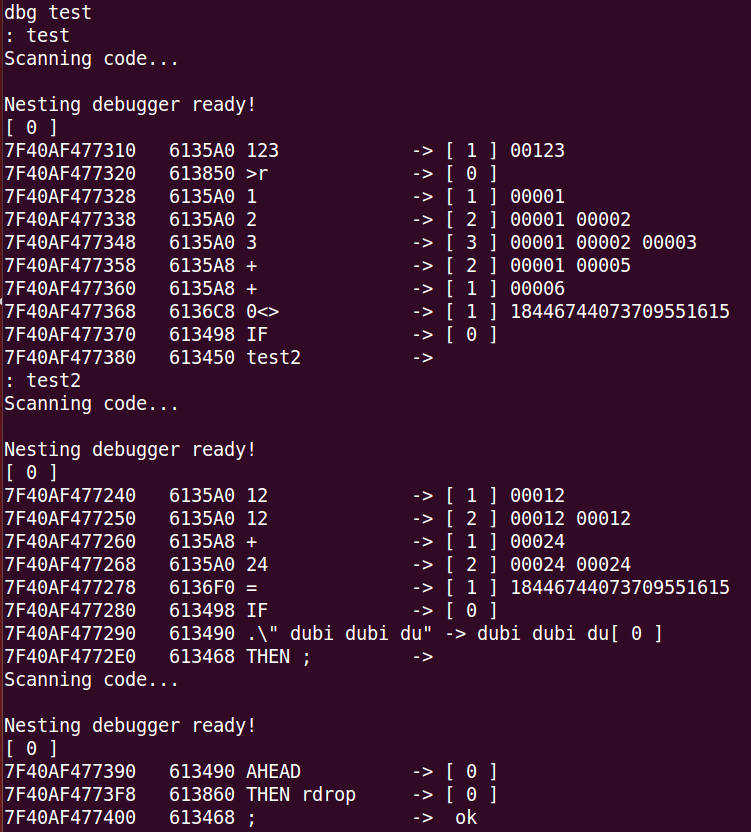 dbg test
: test
Scanning code...

Nesting debugger ready!
[ 0 ]
7F40AF477310   6135A0 123            -> [ 1 ] 00123
7F40AF477320   613850 >r             -> [ 0 ]
7F40AF477328   6135A0 1              -> [ 1 ] 00001
7F40AF477338   6135A0 2              -> [ 2 ] 00001 00002
7F40AF477348   6135A0 3              -> [ 3 ] 00001 00002 00003
7F40AF477358   6135A8 +              -> [ 2 ] 00001 00005
7F40AF477360   6135A8 +              -> [ 1 ] 00006
7F40AF477368   6136C8 0<>            -> [ 1 ] 18446744073709551615
7F40AF477370   613498 IF             -> [ 0 ]
7F40AF477380   613450 test2          ->
: test2
Scanning code...

Nesting debugger ready!
[ 0 ]
7F40AF477240   6135A0 12             -> [ 1 ] 00012
7F40AF477250   6135A0 12             -> [ 2 ] 00012 00012
7F40AF477260   6135A8 +              -> [ 1 ] 00024
7F40AF477268   6135A0 24             -> [ 2 ] 00024 00024
7F40AF477278   6136F0 =              -> [ 1 ] 18446744073709551615
7F40AF477280   613498 IF             -> [ 0 ]
7F40AF477290   613490 .\" dubi dubi du" -> dubi dubi du[ 0 ]
7F40AF4772E0   613468 THEN ;         ->
Scanning code...

Nesting debugger ready!
[ 0 ]
7F40AF477390   613490 AHEAD          -> [ 0 ]
7F40AF4773F8   613860 THEN rdrop     -> [ 0 ]
7F40AF477400   613468 ;              ->  ok